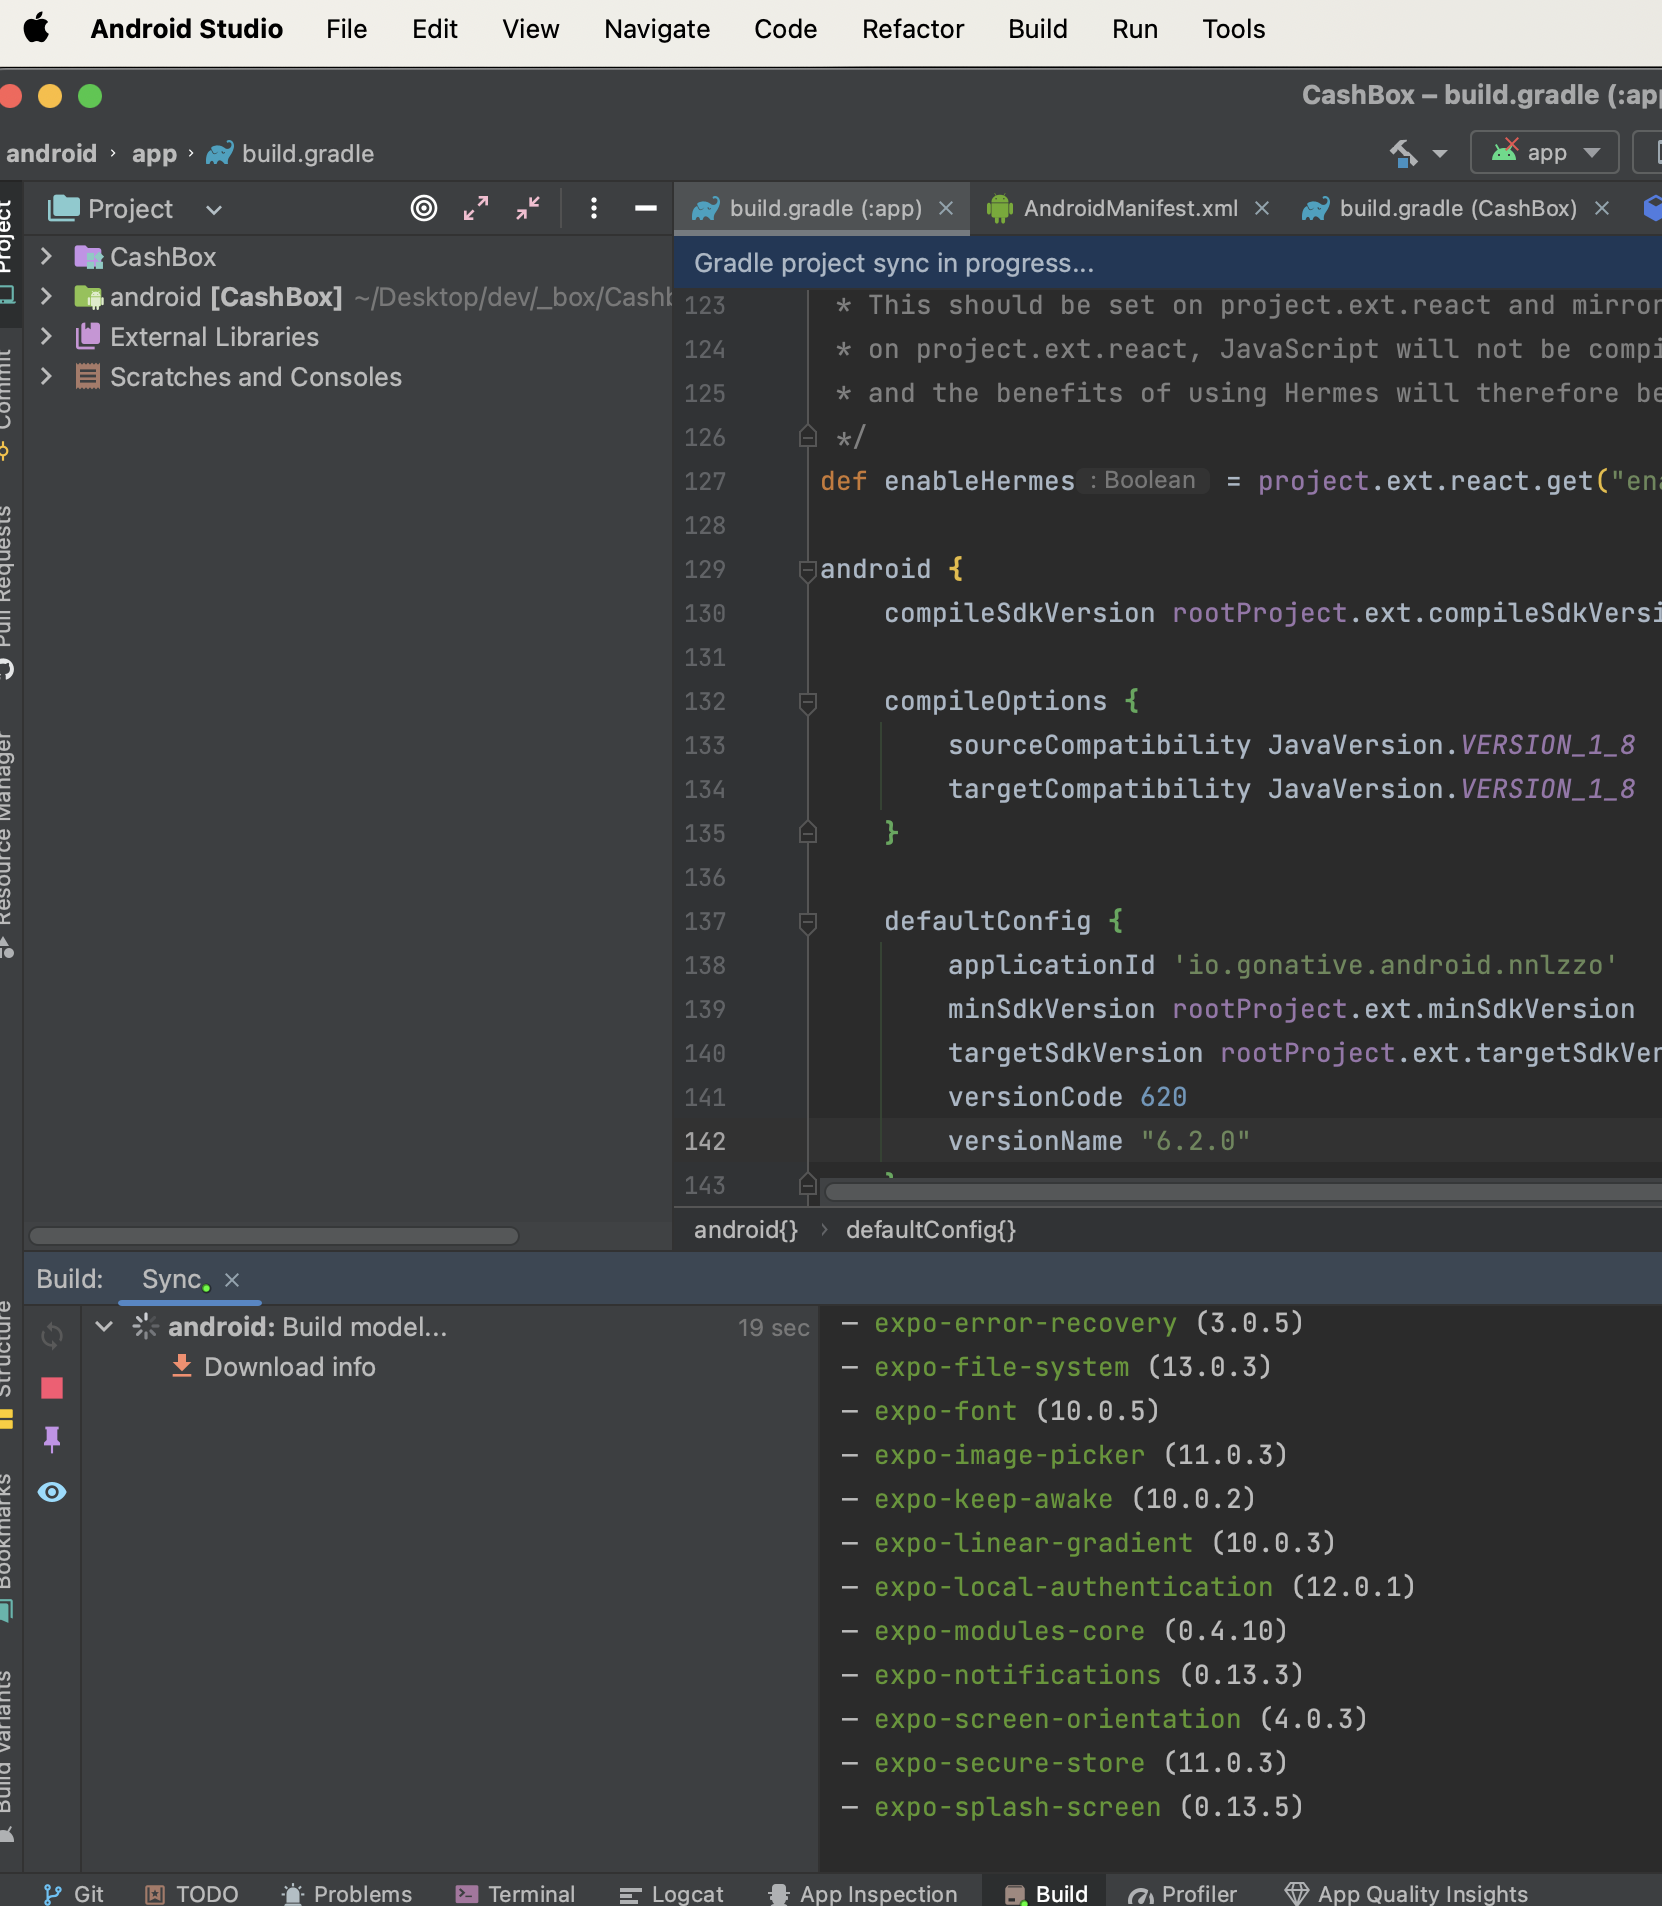 Android Studio File Edit View Navigate Code Refactor Build Run Tools
CashBox – build.gradle (:app
android › app › build.gradle
app
Project
build.gradle (:app) AndroidManifest.xml build.gradle (CashBox)
Gradle project sync in progress...
CashBox
android [CashBox] ~/Desktop/dev/_box/Cashb
External Libraries
Scratches and Consoles
Project
Commit
Pull Requests
Resource Manager
Structure
Bookmarks
Build Variants
123 * This should be set on project.ext.react and mirror
124 * on project.ext.react, JavaScript will not be compi
125 * and the benefits of using Hermes will therefore be
126 */
127 def enableHermes : Boolean = project.ext.react.get("ena
128
129 android {
130 compileSdkVersion rootProject.ext.compileSdkVersi
131
132 compileOptions {
133 sourceCompatibility JavaVersion.VERSION_1_8
134 targetCompatibility JavaVersion.VERSION_1_8
135 }
136
137 defaultConfig {
138 applicationId 'io.gonative.android.nnlzzo'
139 minSdkVersion rootProject.ext.minSdkVersion
140 targetSdkVersion rootProject.ext.targetSdkVer
141 versionCode 620
142 versionName "6.2.0"
143
android{} › defaultConfig{}
Build: Sync
android: Build model... 19 sec
Download info
– expo-error-recovery (3.0.5)
– expo-file-system (13.0.3)
– expo-font (10.0.5)
– expo-image-picker (11.0.3)
– expo-keep-awake (10.0.2)
– expo-linear-gradient (10.0.3)
– expo-local-authentication (12.0.1)
– expo-modules-core (0.4.10)
– expo-notifications (0.13.3)
– expo-screen-orientation (4.0.3)
– expo-secure-store (11.0.3)
– expo-splash-screen (0.13.5)
Git TODO Problems Terminal Logcat App Inspection Build Profiler App Quality Insights